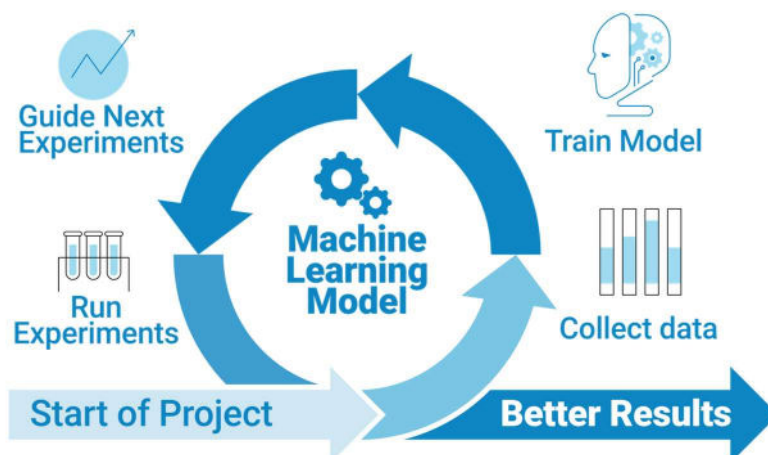 Guide Next
Experiments
Train Model
Machine
Learning
Model
Run
Experiments
Collect data
Start of Project
Better Results